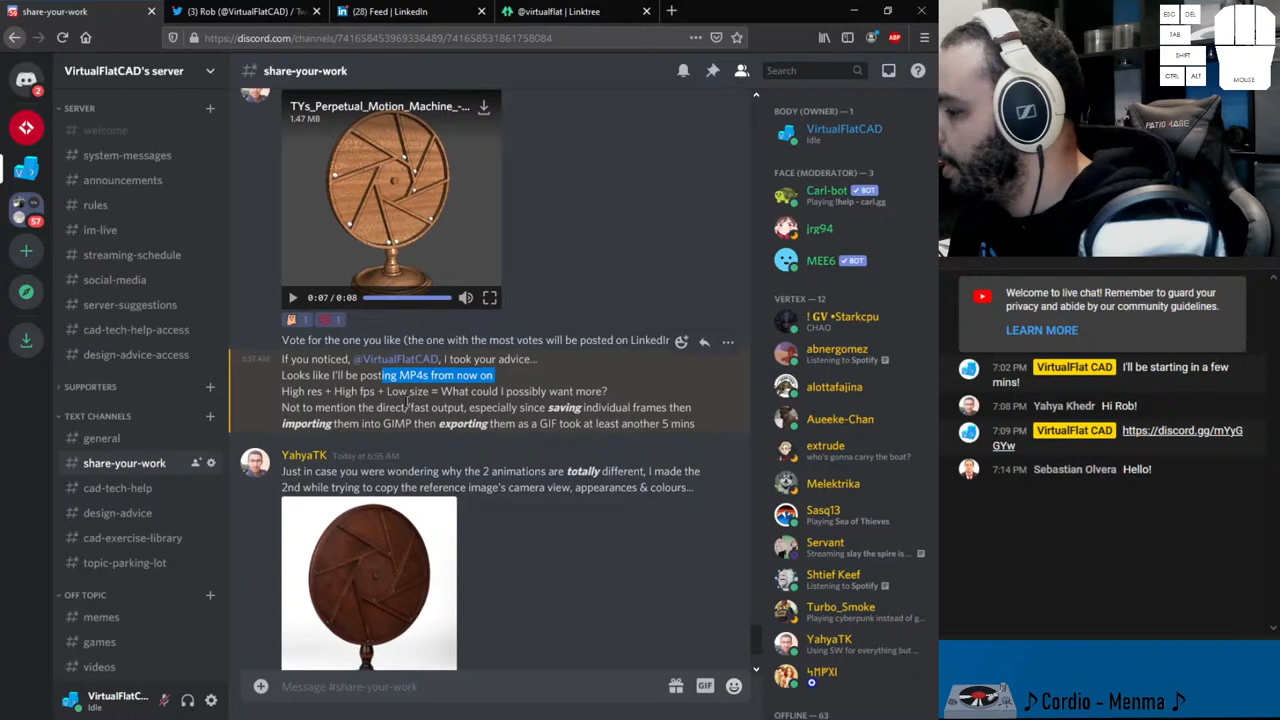 (3) Rob (@VirtualFlatCAD) / Tw
(28) Feed | LinkedIn
@virtualflat | Linktree
https://discord.com/channels/741658453969338489/741658531861758084
VirtualFlatCAD's server
share-your-work
Search
SERVER
welcome
system-messages
announcements
rules
im-live
streaming-schedule
social-media
server-suggestions
cad-tech-help-access
design-advice-access
SUPPORTERS
TEXT CHANNELS
general
share-your-work
cad-tech-help
design-advice
cad-exercise-library
topic-parking-lot
OFF TOPIC
memes
games
videos
VirtualFlatC...
Idle
2
57
TYs_Perpetual_Motion_Machine_-...
1.47 MB
0:07 / 0:08
1
1
Vote for the one you like (the one with the most votes will be posted on LinkedIn
5:51 AM
If you noticed, @VirtualFlatCAD, I took your advice...
Looks like I'll be posting MP4s from now on
High res + High fps + Low size = What could I possibly want more?
Not to mention the direct/fast output, especially since saving individual frames then
importing them into GIMP then exporting them as a GIF took at least another 5 mins
YahyaTK Today at 6:55 AM
Just in case you were wondering why the 2 animations are totally different, I made the
2nd while trying to copy the reference image's camera view, appearances & colours...
Message #share-your-work
GIF
BODY (OWNER) — 1
VirtualFlatCAD
Idle
FACE (MODERATOR) — 3
Carl-bot ✓ BOT
Playing !help - carl.gg
jrg94
MEE6 ✓ BOT
VERTEX — 12
! GV •Starkcpu
CHAO
abnergomez
Listening to Spotify
alottafajina
Aueeke-Chan
extrude
who's gonna carry the boat?
Melektrika
Sasq13
Playing Sea of Thieves
Servant
Streaming slay the spire is ...
Shtief Keef
Listening to Spotify
Turbo_Smoke
Playing cyberpunk instead of g...
YahyaTK
Using SW for everything but ...
OFFLINE — 63
ABP
ESC
DEL
TAB
SHIFT
CTRL
ALT
MOUSE
Welcome to live chat! Remember to guard your
privacy and abide by our community guidelines.
LEARN MORE
7:02 PM VirtualFlat CAD I'll be starting in a few
mins!
7:08 PM Yahya Khedr Hi Rob!
7:09 PM VirtualFlat CAD https://discord.gg/mYyG
GYw
7:14 PM Sebastian Olvera Hello!
♪ Cordio - Menma ♪